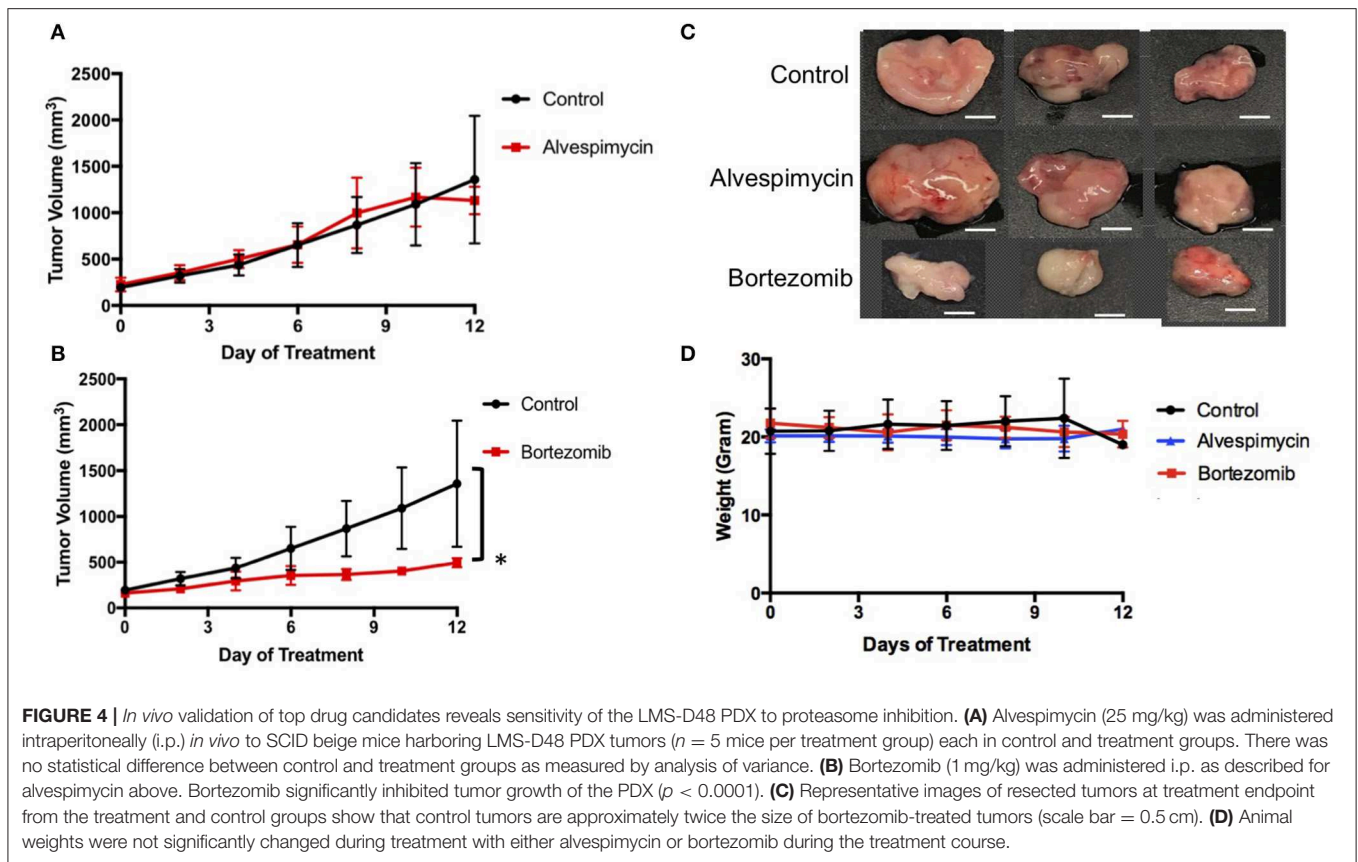 A
2500
2000
1500
1000
500
0
Tumor Volume (mm³)
0 3 6 9 12
Day of Treatment
Control
Alvespimycin
B
2500
2000
1500
1000
500
0
Tumor Volume (mm³)
0 3 6 9 12
Day of Treatment
Control
Bortezomib
*
C
Control
Alvespimycin
Bortezomib
D
30
20
10
0
Weight (Gram)
0 3 6 9 12
Days of Treatment
Control
Alvespimycin
Bortezomib
FIGURE 4 | In vivo validation of top drug candidates reveals sensitivity of the LMS-D48 PDX to proteasome inhibition. (A) Alvespimycin (25 mg/kg) was administered
intraperitoneally (i.p.) in vivo to SCID beige mice harboring LMS-D48 PDX tumors (n = 5 mice per treatment group) each in control and treatment groups. There was
no statistical difference between control and treatment groups as measured by analysis of variance. (B) Bortezomib (1 mg/kg) was administered i.p. as described for
alvespimycin above. Bortezomib significantly inhibited tumor growth of the PDX (p < 0.0001). (C) Representative images of resected tumors at treatment endpoint
from the treatment and control groups show that control tumors are approximately twice the size of bortezomib-treated tumors (scale bar = 0.5 cm). (D) Animal
weights were not significantly changed during treatment with either alvespimycin or bortezomib during the treatment course.